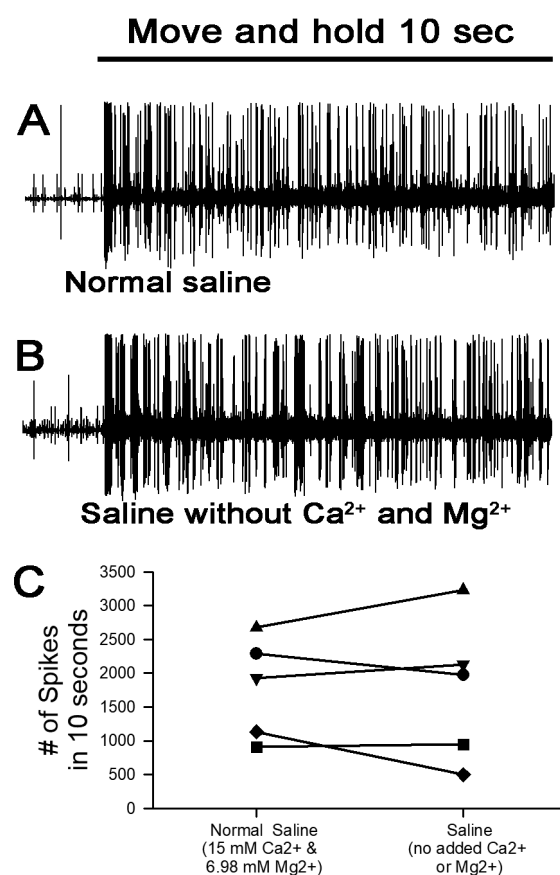 Move and hold 10 sec
A
Normal saline
B
Saline without Ca²⁺ and Mg²⁺
C
# of Spikes
in 10 seconds
3500
3000
2500
2000
1500
1000
500
0
Normal Saline
(15 mM Ca2+ &
6.98 mM Mg2+)
Saline
(no added Ca2+
or Mg2+)